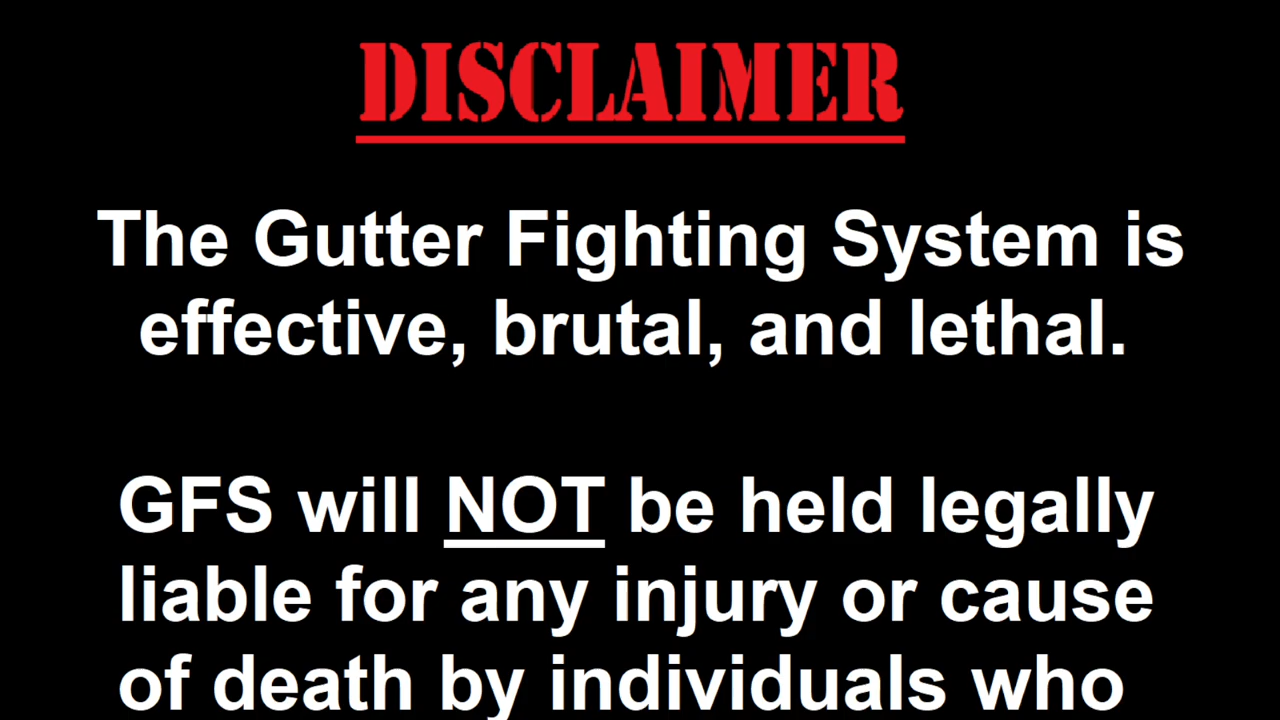 DISCLAIMER
The Gutter Fighting System is
effective, brutal, and lethal.
GFS will NOT be held legally
liable for any injury or cause
of death by individuals who